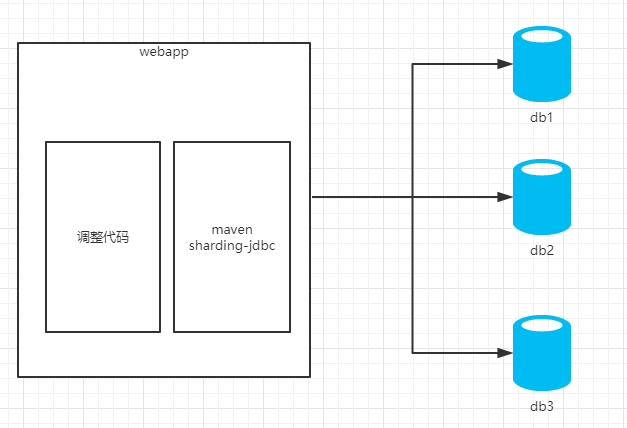 webapp
调整代码
maven
sharding-jdbc
db1
db2
db3